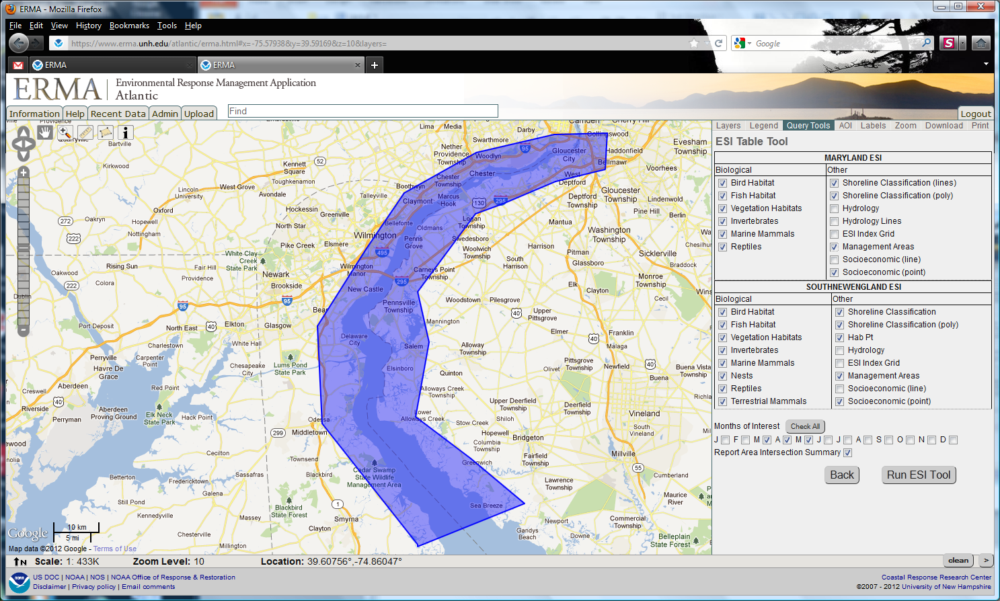 ERMA - Mozilla Firefox
File Edit View History Bookmarks Tools Help
https://www.erma.unh.edu/atlantic/erma.html#x=-75.57938&y=39.59169&z=10&layers=
Google
ERMA
ERMA
ERMA
Environmental Response Management Application
Atlantic
Find
Information Help Recent Data Admin Upload
Logout
Layers Legend Query Tools AOI Labels Zoom Download Print
ESI Table Tool
MARYLAND ESI
Biological Other
Bird Habitat Shoreline Classification (lines)
Fish Habitat Shoreline Classification (poly)
Vegetation Habitats Hydrology
Invertebrates Hydrology Lines
Marine Mammals ESI Index Grid
Reptiles Management Areas
Socioeconomic (line)
Socioeconomic (point)
SOUTHNEWENGLAND ESI
Biological Other
Bird Habitat Shoreline Classification
Fish Habitat Shoreline Classification (poly)
Vegetation Habitats Hab Pt
Invertebrates Hydrology
Marine Mammals ESI Index Grid
Nests Management Areas
Reptiles Socioeconomic (line)
Terrestrial Mammals Socioeconomic (point)
Months of Interest Check All
J F M A M J J A S O N D
Report Area Intersection Summary
Back Run ESI Tool
Lima Media
Darby
Camden
Cherry Hill
Swarthmore
Collingswood
Bartville
Nether
Providence
Township
Woodlyn
95
Gloucester
City
Haddonfield
Evesham
Township
Bellmawr
Voorhees
Kirkwood
Kennett
Square
52
Toughkenamon
West Grove
Lincoln
University
Boothwyn
Chester
Township
Chester
West
Deptford
Deptford
Township
Gloucester
Township
Lindenwold
Pine Hill
Berlin
Talleyville
Claymont
Marcus
Hook
130
295
Oxford
Hockessin
Greenville
Bellefonte
Logan
Township
Oldmans
Mantua
272
Oakryn
Hopewell
Nottingham
222
North Star
Pike Creek
Elsmere
Wilmington
Penns
Grove
Swedesboro
Woolwich
Township
Washington
Township
Chesilhur
White Clay
Creek
State Park
495
South
Harrison
Pitman
Glassboro
Sicklerville
Braddock
Oakwood
Rising Sun
Fair Hill
Providence
Newark
Brookside
Wilmington
Manor
Carneys Point
Township
295
Monroe
Township
222
Colora
New Castle
Elk
Clayton
Cecil
Wins
95
95
Bear
Pennsville
Township
Woodstown
Pilesgrove
40
Upper
Pittsgrove
Port Deposit
North East
40
Elkton
Glasgow
Mannington
Elmer
40
Franklin
Malaga
Charlestown
White Hall
Delaware
City
Salem
Alloway
Township
Perryville
Havre De
Grace
Carpenter
Point
Chesapeake
City
Lums Pond
State Park
Elsinboro
Quinton
Olivet
Pittsgrove
Township
Newfield
40
Buena Vista
Township
Buena
Creswell
Aberdeen
Red Point
Alloways Creek
Township
Riverside
40
Perryman
Aberdeen
Proving Ground
Elk Neck
State Park
Hack Point
Odessa
Lower
Alloways Creek
Upper Deerfield
Township
Deerfield
Township
Vineland
299
Middletown
Stow Creek
Shiloh
Hopewell
South
Vineland
Bridgeton
Columbia
Township
Cecilton
Townsend
Greenwich
Fairfield
Township
Millville
55
Betterton
Sassafras
Blackbird
Cedar Swamp
State Wildlife
Management Area
Cumberland
Fredericktown
Galena
Lawrence
Township
Still Pond
Blackbird
State Forest
1
Sea Breeze
Maurice
River
Kennedyville
Massey
Smyrna
Newport
Commercial
Township
Clayton
Gandys
Beach
Downe
Belleplain
State Forest
Chesterville
Millington
10 km
5 mi
Google
Map data ©2012 Google - Terms of Use
Scale: 1: 433K Zoom Level: 10 Location: 39.60756°,-74.86047°
clean >
US DOC | NOAA | NOS | NOAA Office of Response & Restoration
Disclaimer | Privacy policy | Email comments
Coastal Response Research Center
©2007 - 2012 University of New Hampshire